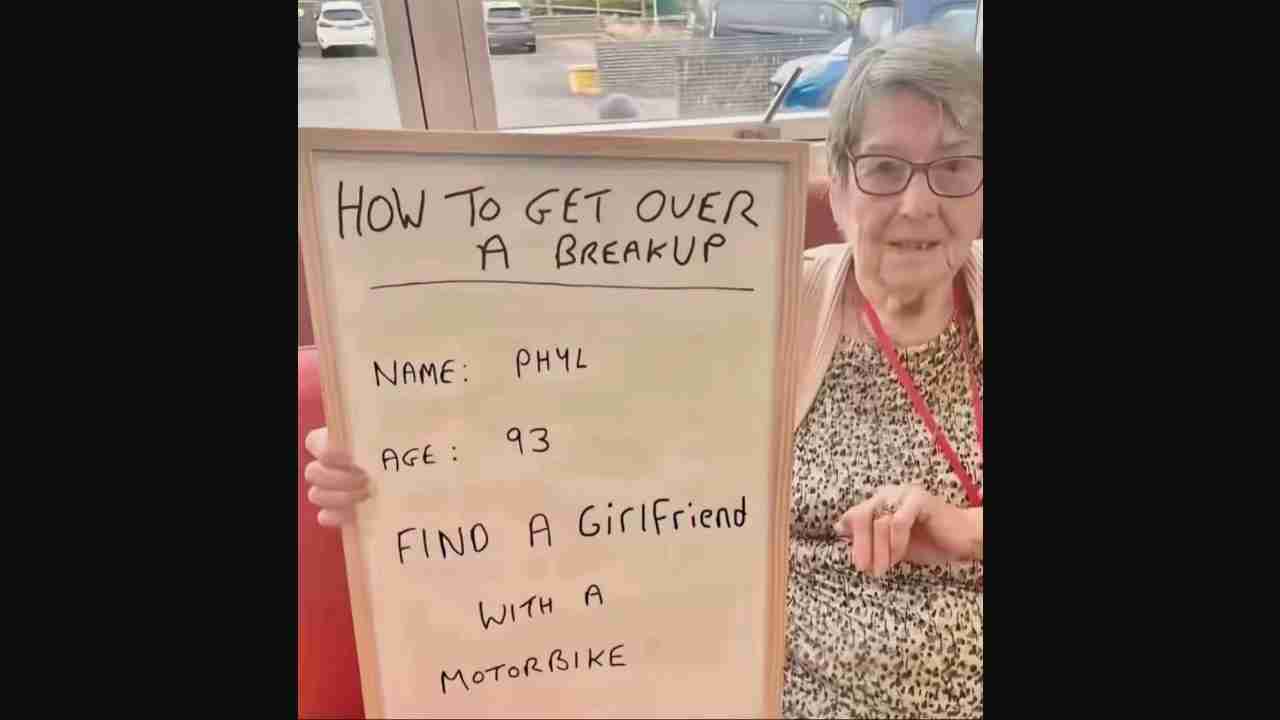 HOW TO GET OVER
A BREAKUP
NAME: PHYL
AGE: 93
FIND A GirlFriend
WITH A
MOTORBIKE